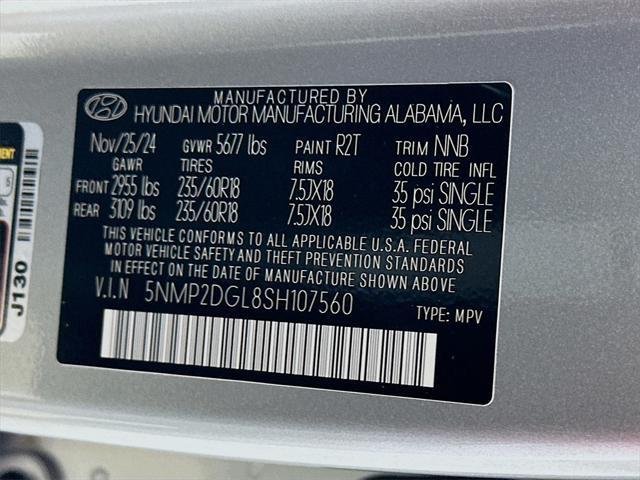 MANUFACTURED BY
HYUNDAI MOTOR MANUFACTURING ALABAMA, LLC
Nov/25/24 GVWR 5677 lbs PAINT R2T TRIM NNB
GAWR TIRES RIMS COLD TIRE INFL
FRONT 2955 lbs 235/60R18 7.5JX18 35 psi SINGLE
REAR 3109 lbs 235/60R18 7.5JX18 35 psi SINGLE
THIS VEHICLE CONFORMS TO ALL APPLICABLE U.S.A. FEDERAL
MOTOR VEHICLE SAFETY AND THEFT PREVENTION STANDARDS
IN EFFECT ON THE DATE OF MANUFACTURE SHOWN ABOVE
V.I.N 5NMP2DGL8SH107560
TYPE: MPV
J130
5